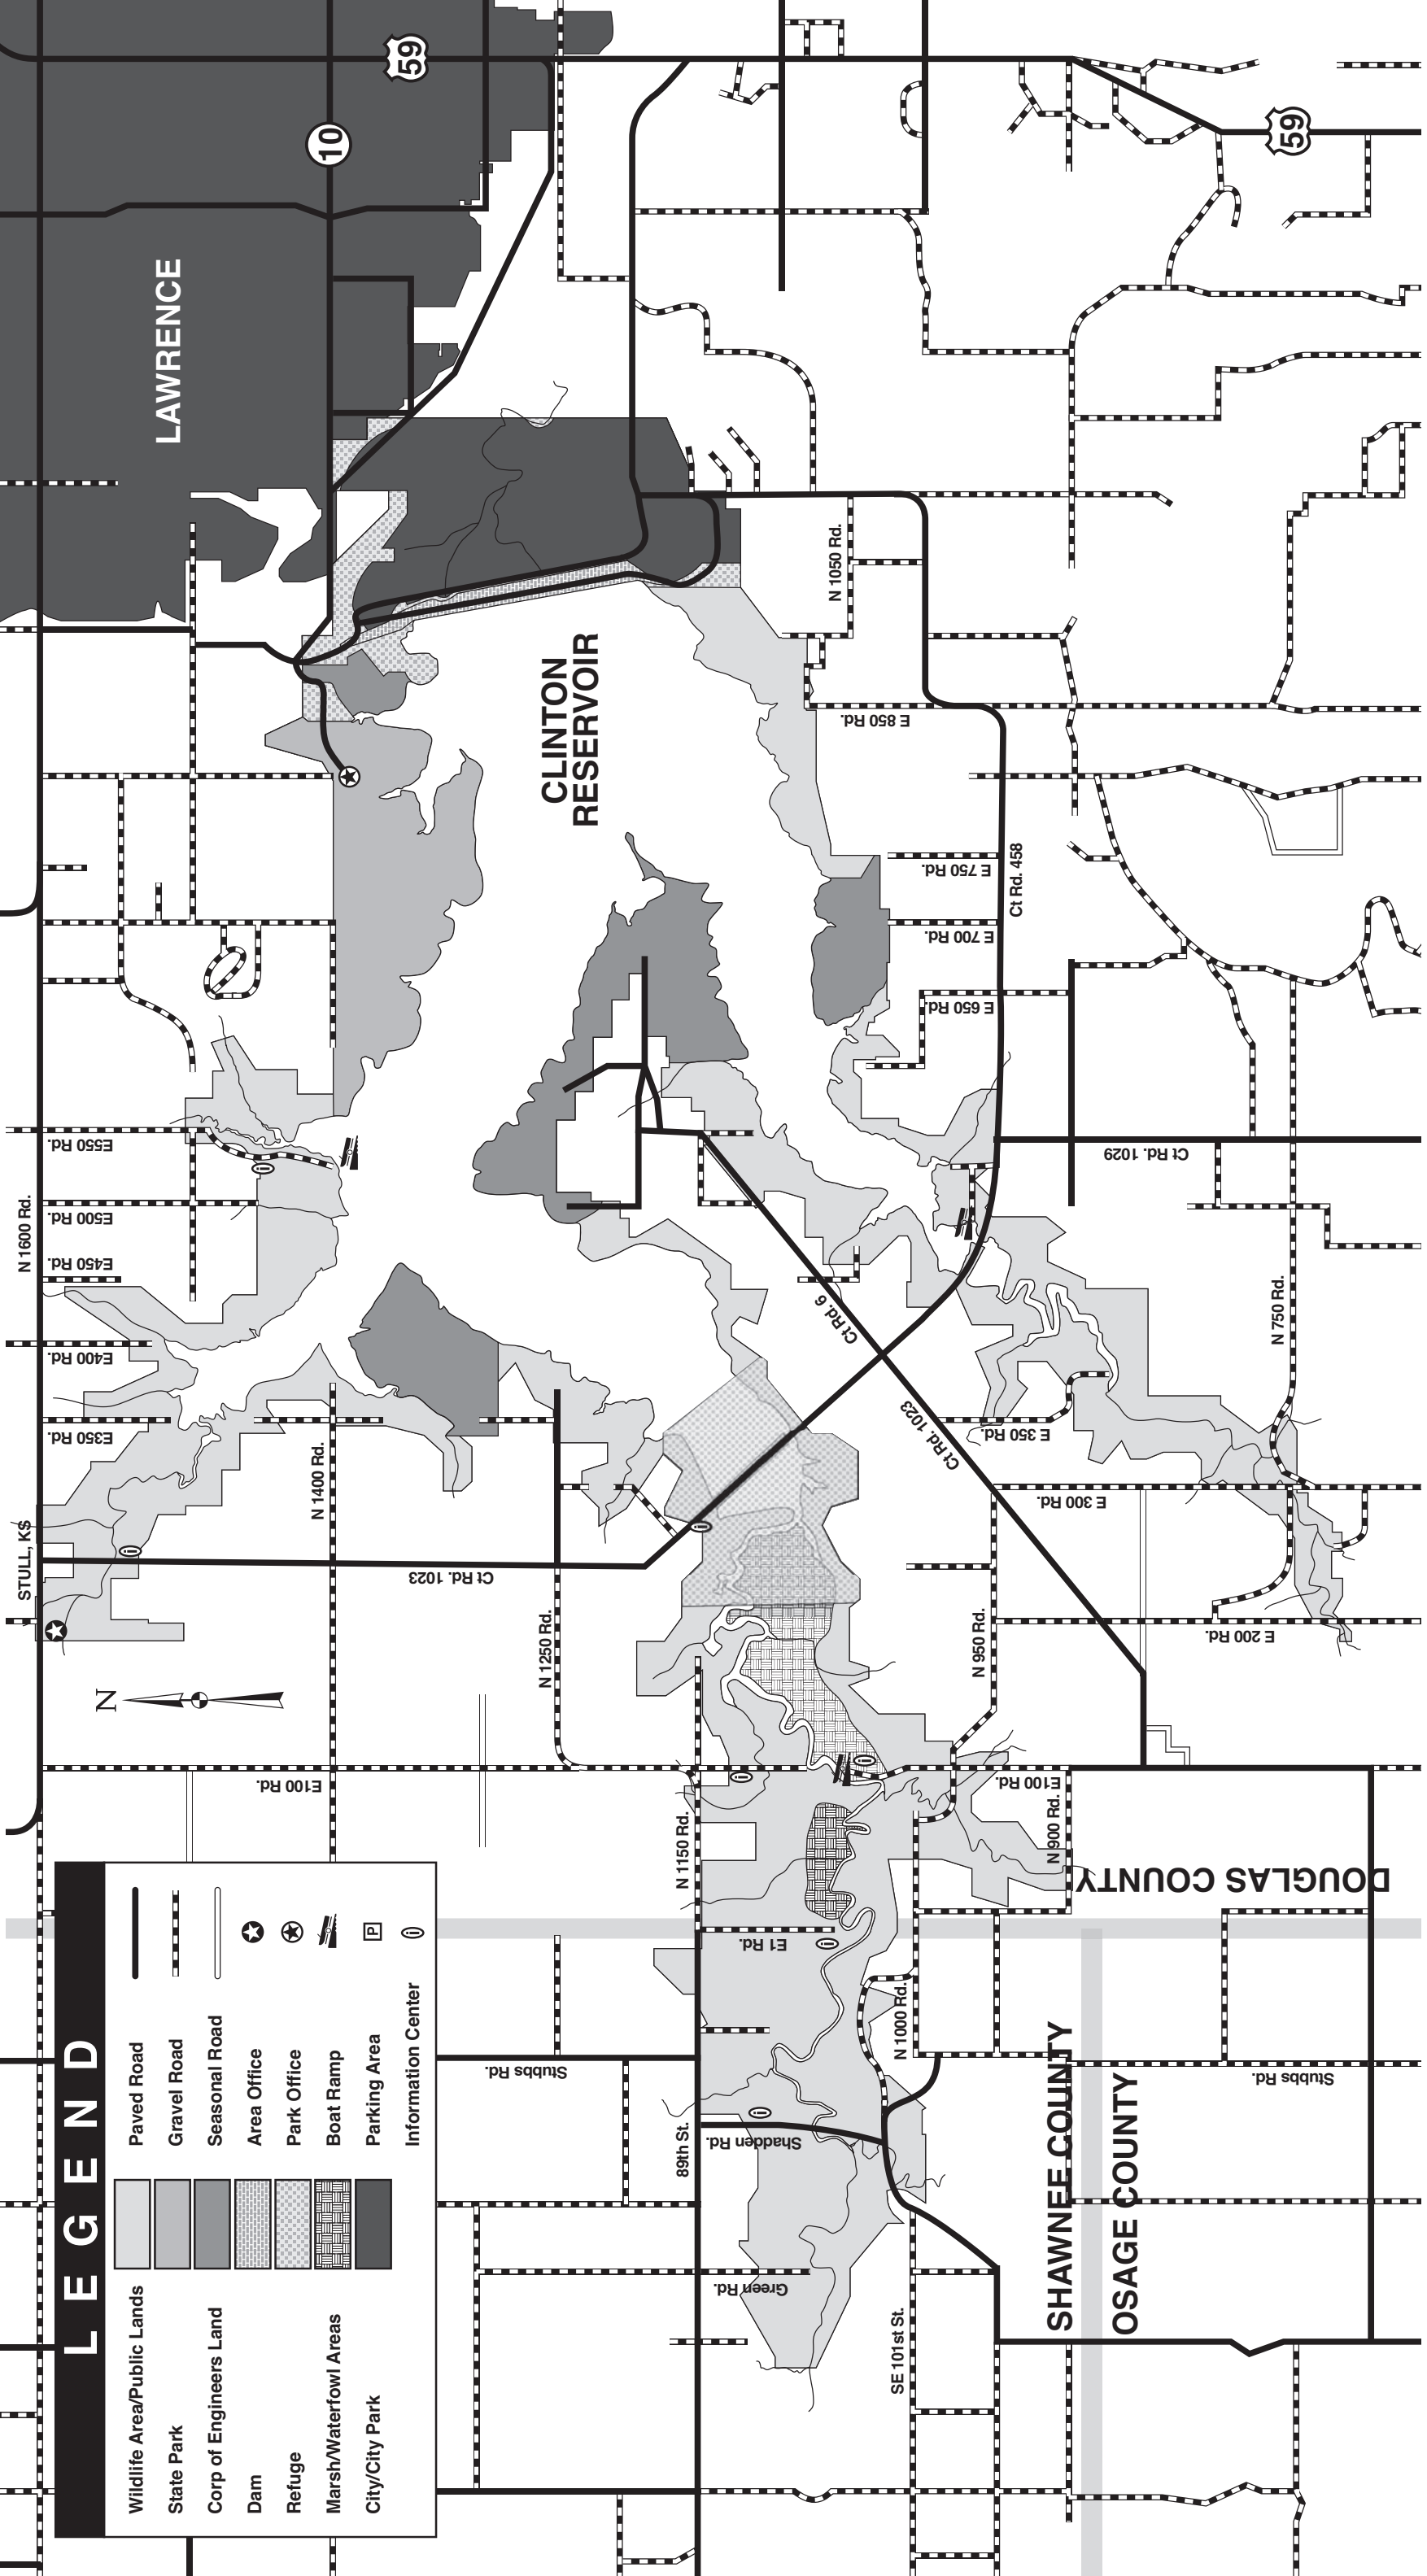 LEGEND
Wildlife Area/Public Lands
State Park
Corp of Engineers Land
Dam
Refuge
Marsh/Waterfowl Areas
City/City Park
Paved Road
Gravel Road
Seasonal Road
Area Office
Park Office
Boat Ramp
P
Parking Area
i
Information Center
N
STULL, KS
N 1600 Rd.
E350 Rd.
E400 Rd.
E450 Rd.
E500 Rd.
E550 Rd.
LAWRENCE
10
59
E100 Rd.
N 1400 Rd.
Ct Rd. 1023
i
i
CLINTON
RESERVOIR
Stubbs Rd.
N 1250 Rd.
89th St.
N 1150 Rd.
i
Green Rd.
Shadden Rd.
i
E1 Rd.
i
i
i
Ct Rd. 6
N 1050 Rd.
E 850 Rd.
SE 101st St.
N 1000 Rd.
Ct Rd. 1023
E 650 Rd.
E 700 Rd.
E 750 Rd.
N 950 Rd.
E 350 Rd.
Ct Rd. 458
E100 Rd.
N 900 Rd.
E 300 Rd.
Ct Rd. 1029
SHAWNEE COUNTY
OSAGE COUNTY
DOUGLAS COUNTY
Stubbs Rd.
E 200 Rd.
N 750 Rd.
59